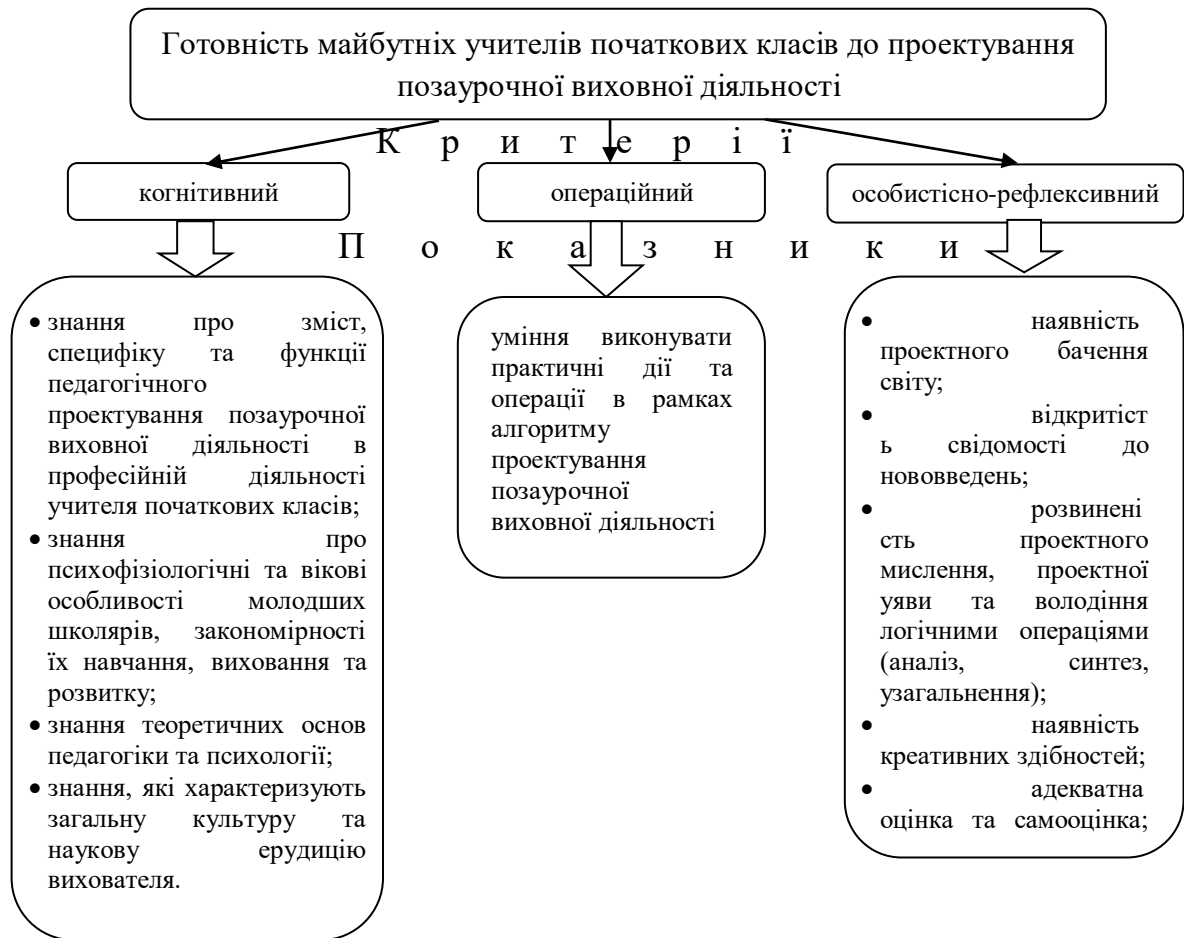 Готовність майбутніх учителів початкових класів до проектування
позаурочної виховної діяльності
К р и т е р і ї
когнітивний
операційний
особистісно-рефлексивний
П о к а з н и к и
• знання про зміст,
специфіку та функції
педагогічного
проектування позаурочної
виховної діяльності в
професійній діяльності
учителя початкових класів;
• знання про
психофізіологічні та вікові
особливості молодших
школярів, закономірності
їх навчання, виховання та
розвитку;
• знання теоретичних основ
педагогіки та психології;
• знання, які характеризують
загальну культуру та
наукову ерудицію
вихователя.
уміння виконувати
практичні дії та
операції в рамках
алгоритму
проектування
позаурочної
виховної діяльності
• наявність
проектного бачення
світу;
• відкритіст
ь свідомості до
нововведень;
• розвинені
сть проектного
мислення, проектної
уяви та володіння
логічними операціями
(аналіз, синтез,
узагальнення);
• наявність
креативних здібностей;
• адекватна
оцінка та самооцінка;